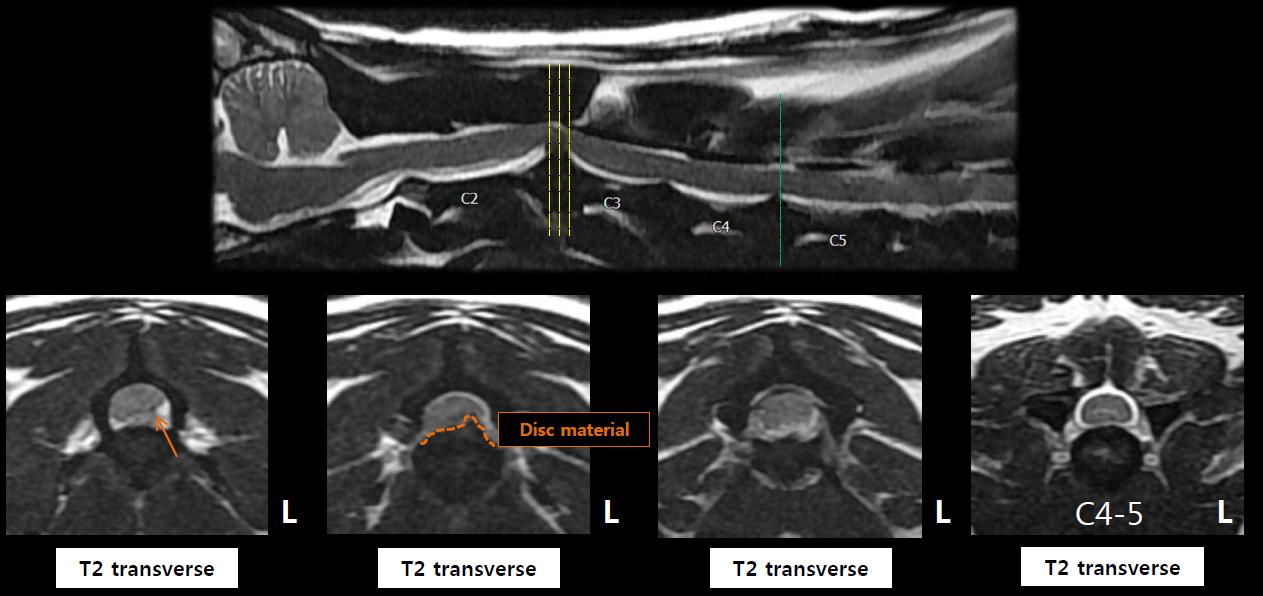 C2
C3
C4
C5
Disc material
L
L
L
C4-5
L
T2 transverse
T2 transverse
T2 transverse
T2 transverse